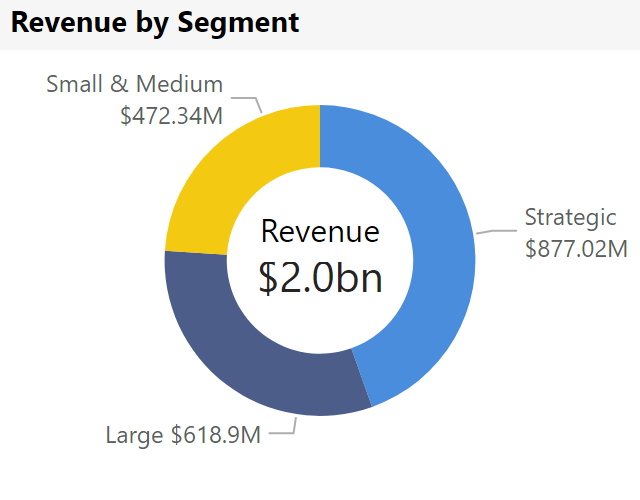 Revenue by Segment
Small & Medium
$472.34M
Strategic
$877.02M
Revenue
$2.0bn
Large $618.9M